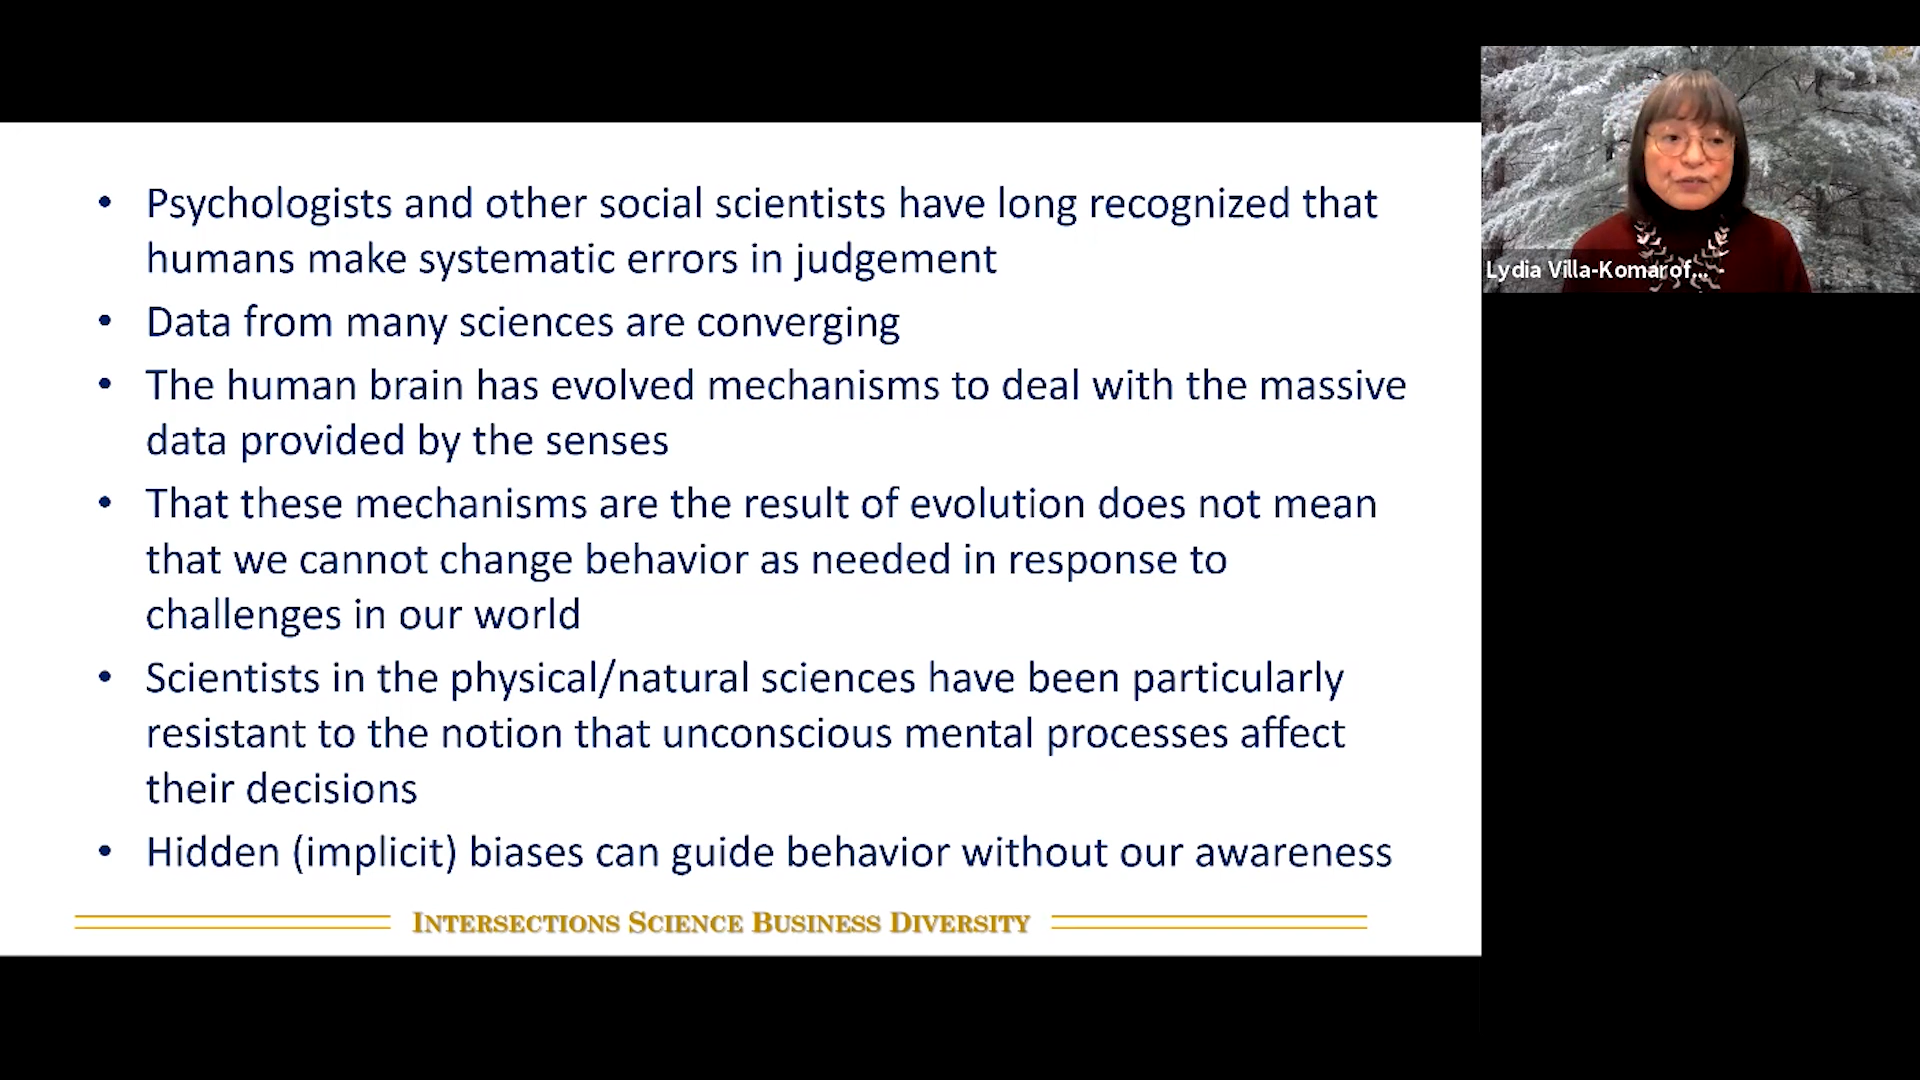 • Psychologists and other social scientists have long recognized that
humans make systematic errors in judgement
• Data from many sciences are converging
• The human brain has evolved mechanisms to deal with the massive
data provided by the senses
• That these mechanisms are the result of evolution does not mean
that we cannot change behavior as needed in response to
challenges in our world
• Scientists in the physical/natural sciences have been particularly
resistant to the notion that unconscious mental processes affect
their decisions
• Hidden (implicit) biases can guide behavior without our awareness
INTERSECTIONS SCIENCE BUSINESS DIVERSITY
Lydia Villa-Komarof...